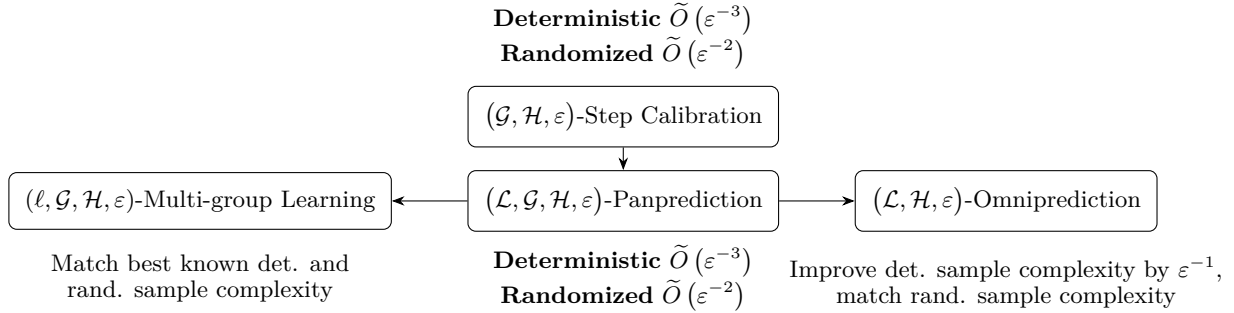 Deterministic Õ (ε⁻³)
Randomized Õ (ε⁻²)
(𝒢, ℋ, ε)-Step Calibration
(ℓ, 𝒢, ℋ, ε)-Multi-group Learning
(ℒ, 𝒢, ℋ, ε)-Panprediction
(ℒ, ℋ, ε)-Omniprediction
Match best known det. and
rand. sample complexity
Deterministic Õ (ε⁻³)
Randomized Õ (ε⁻²)
Improve det. sample complexity by ε⁻¹,
match rand. sample complexity